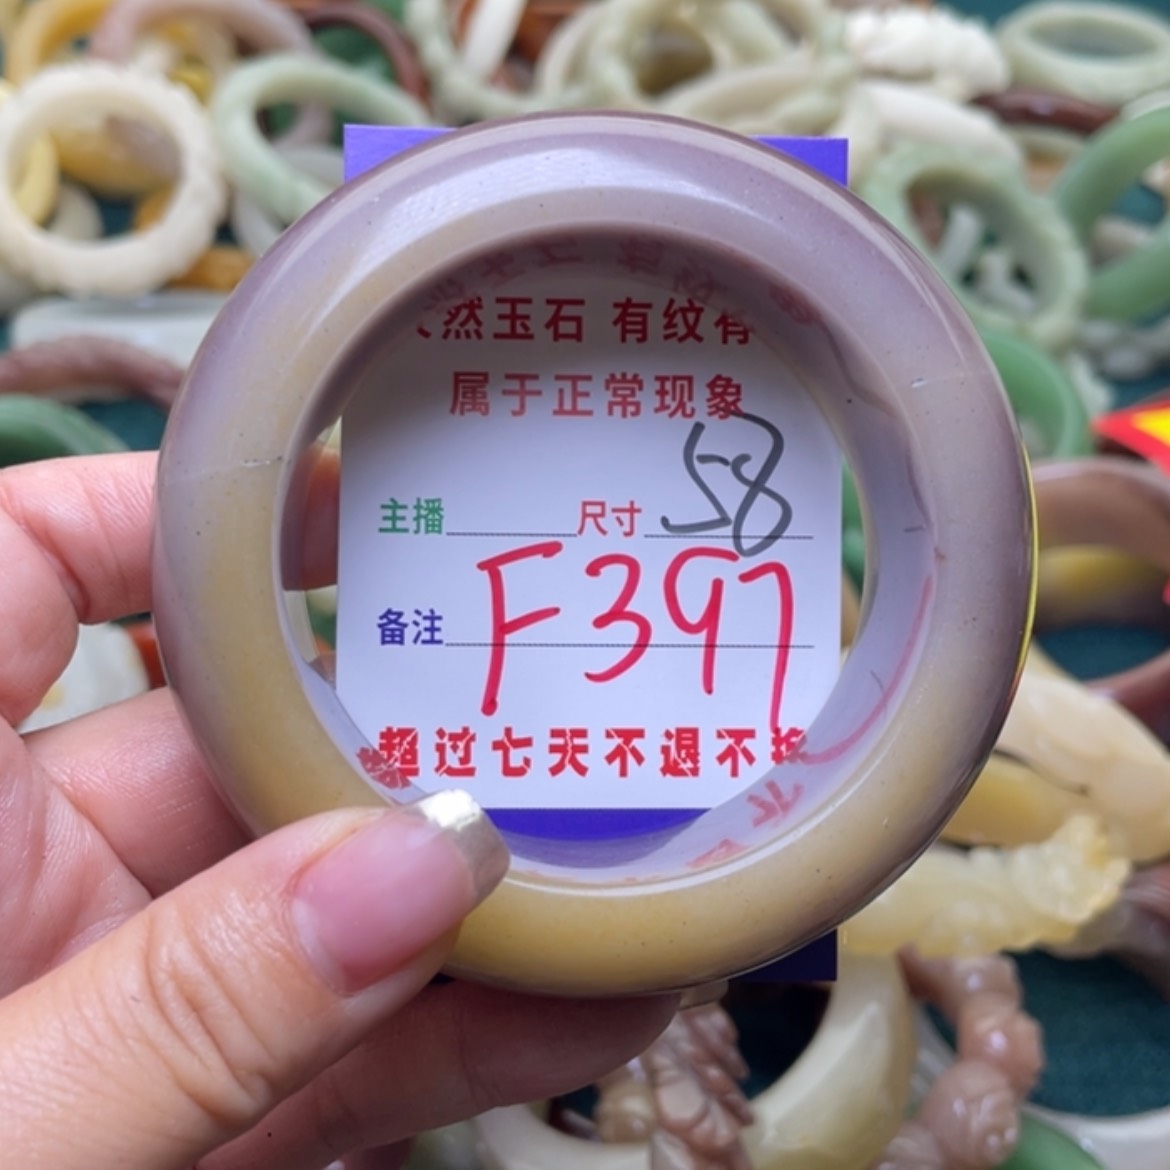 然玉石 有纹有
属于正常现象
主播 尺寸 58
备注 F397
超过七天不退不换